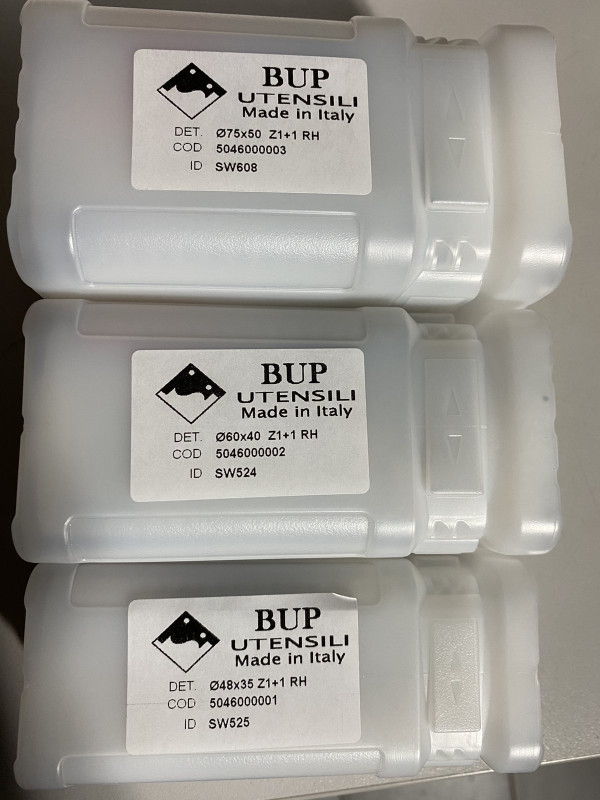 BUP
UTENSILI
Made in Italy
DET. Ø75x50 Z1+1 RH
COD 5046000003
ID SW608
BUP
UTENSILI
Made in Italy
DET. Ø60x40 Z1+1 RH
COD 5046000002
ID SW524
BUP
UTENSILI
Made in Italy
DET. Ø48x35 Z1+1 RH
COD 5046000001
ID SW525